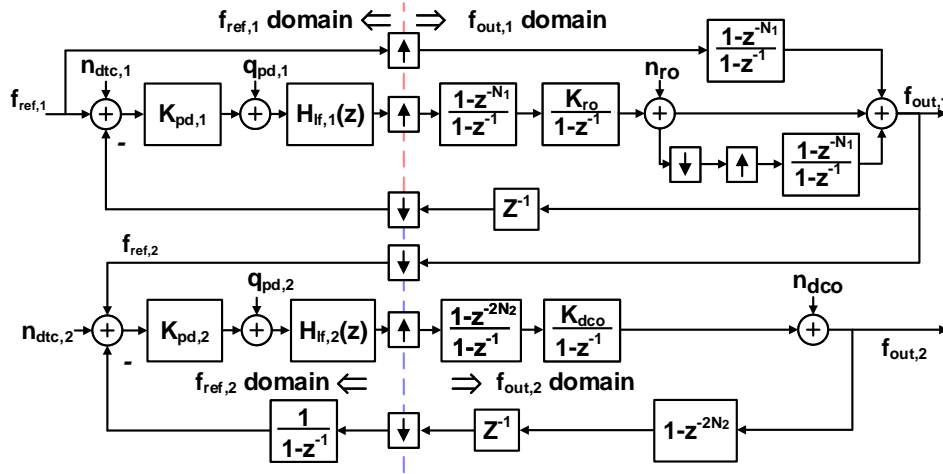 f_ref,1 domain ⇐ ⇒ f_out,1 domain
↑
1-z^-N1
1-z^-1
n_dtc,1
q_pd,1
n_ro
f_ref,1
+
K_pd,1
+
H_lf,1(z)
↑
1-z^-N1
1-z^-1
K_ro
1-z^-1
+
+
f_out,1
-
↓
↑
1-z^-N1
1-z^-1
↓
Z^-1
f_ref,2
↓
q_pd,2
n_dco
n_dtc,2
+
K_pd,2
+
H_lf,2(z)
↑
1-z^-2N2
1-z^-1
K_dco
1-z^-1
+
f_out,2
-
f_ref,2 domain ⇐ ⇒ f_out,2 domain
1
1-z^-1
↓
Z^-1
1-z^-2N2